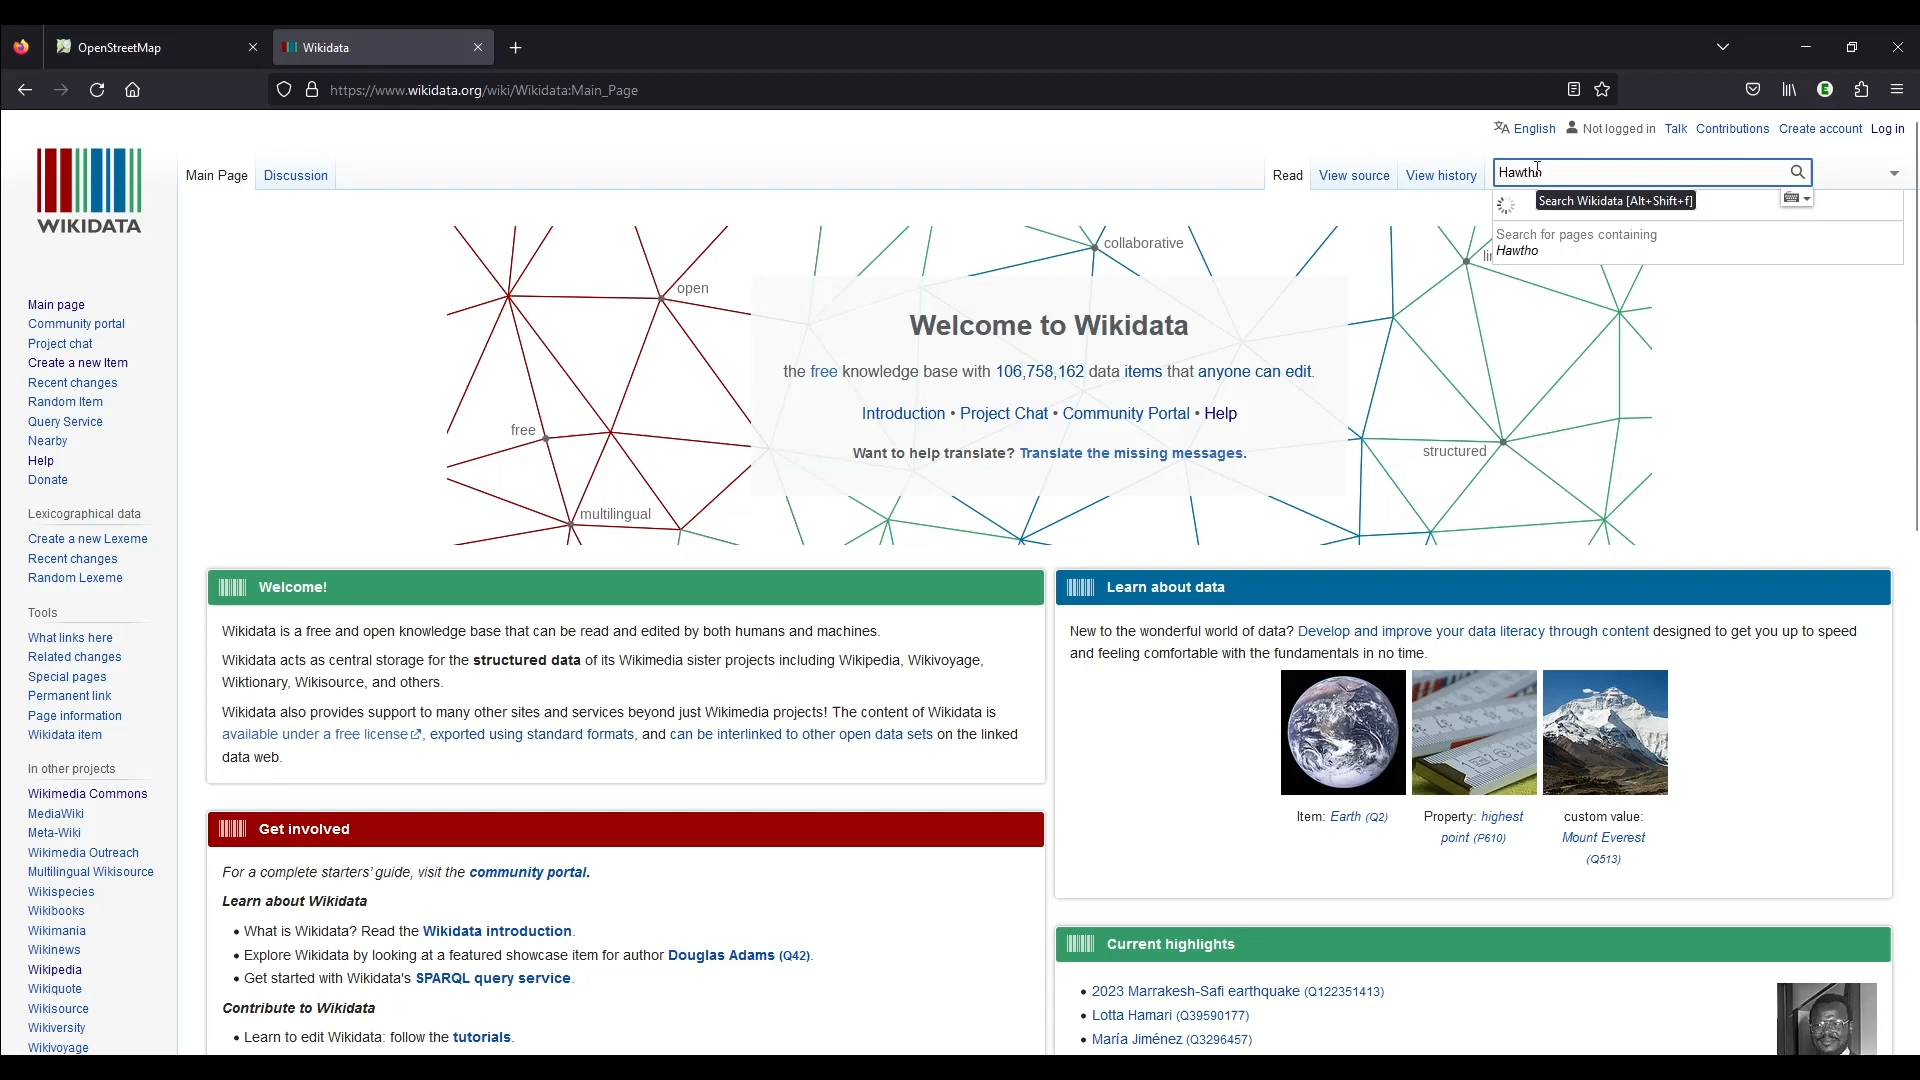 OpenStreetMap
Wikidata
https://www.wikidata.org/wiki/Wikidata:Main_Page
English Not logged in Talk Contributions Create account Log in
WIKIDATA
Main Page Discussion Read View source View history Hawtho
Search Wikidata [Alt+Shift+f]
Search for pages containing
Hawtho
collaborative
open
free
multilingual
structured
Welcome to Wikidata
the free knowledge base with 106,758,162 data items that anyone can edit.
Introduction • Project Chat • Community Portal • Help
Want to help translate? Translate the missing messages.
Main page
Community portal
Project chat
Create a new Item
Recent changes
Random Item
Query Service
Nearby
Help
Donate
Lexicographical data
Create a new Lexeme
Recent changes
Random Lexeme
Tools
What links here
Related changes
Special pages
Permanent link
Page information
Wikidata item
In other projects
Wikimedia Commons
MediaWiki
Meta-Wiki
Wikimedia Outreach
Multilingual Wikisource
Wikispecies
Wikibooks
Wikimania
Wikinews
Wikipedia
Wikiquote
Wikisource
Wikiversity
Wikivoyage
Welcome!
Wikidata is a free and open knowledge base that can be read and edited by both humans and machines.
Wikidata acts as central storage for the structured data of its Wikimedia sister projects including Wikipedia, Wikivoyage,
Wiktionary, Wikisource, and others.
Wikidata also provides support to many other sites and services beyond just Wikimedia projects! The content of Wikidata is
available under a free license, exported using standard formats, and can be interlinked to other open data sets on the linked
data web.
Get involved
For a complete starters' guide, visit the community portal.
Learn about Wikidata
• What is Wikidata? Read the Wikidata introduction.
• Explore Wikidata by looking at a featured showcase item for author Douglas Adams (Q42).
• Get started with Wikidata's SPARQL query service.
Contribute to Wikidata
• Learn to edit Wikidata: follow the tutorials.
Learn about data
New to the wonderful world of data? Develop and improve your data literacy through content designed to get you up to speed
and feeling comfortable with the fundamentals in no time.
Item: Earth (Q2)
Property: highest
point (P610)
custom value:
Mount Everest
(Q513)
Current highlights
• 2023 Marrakesh-Safi earthquake (Q122351413)
• Lotta Hamari (Q39590177)
• María Jiménez (Q3296457)